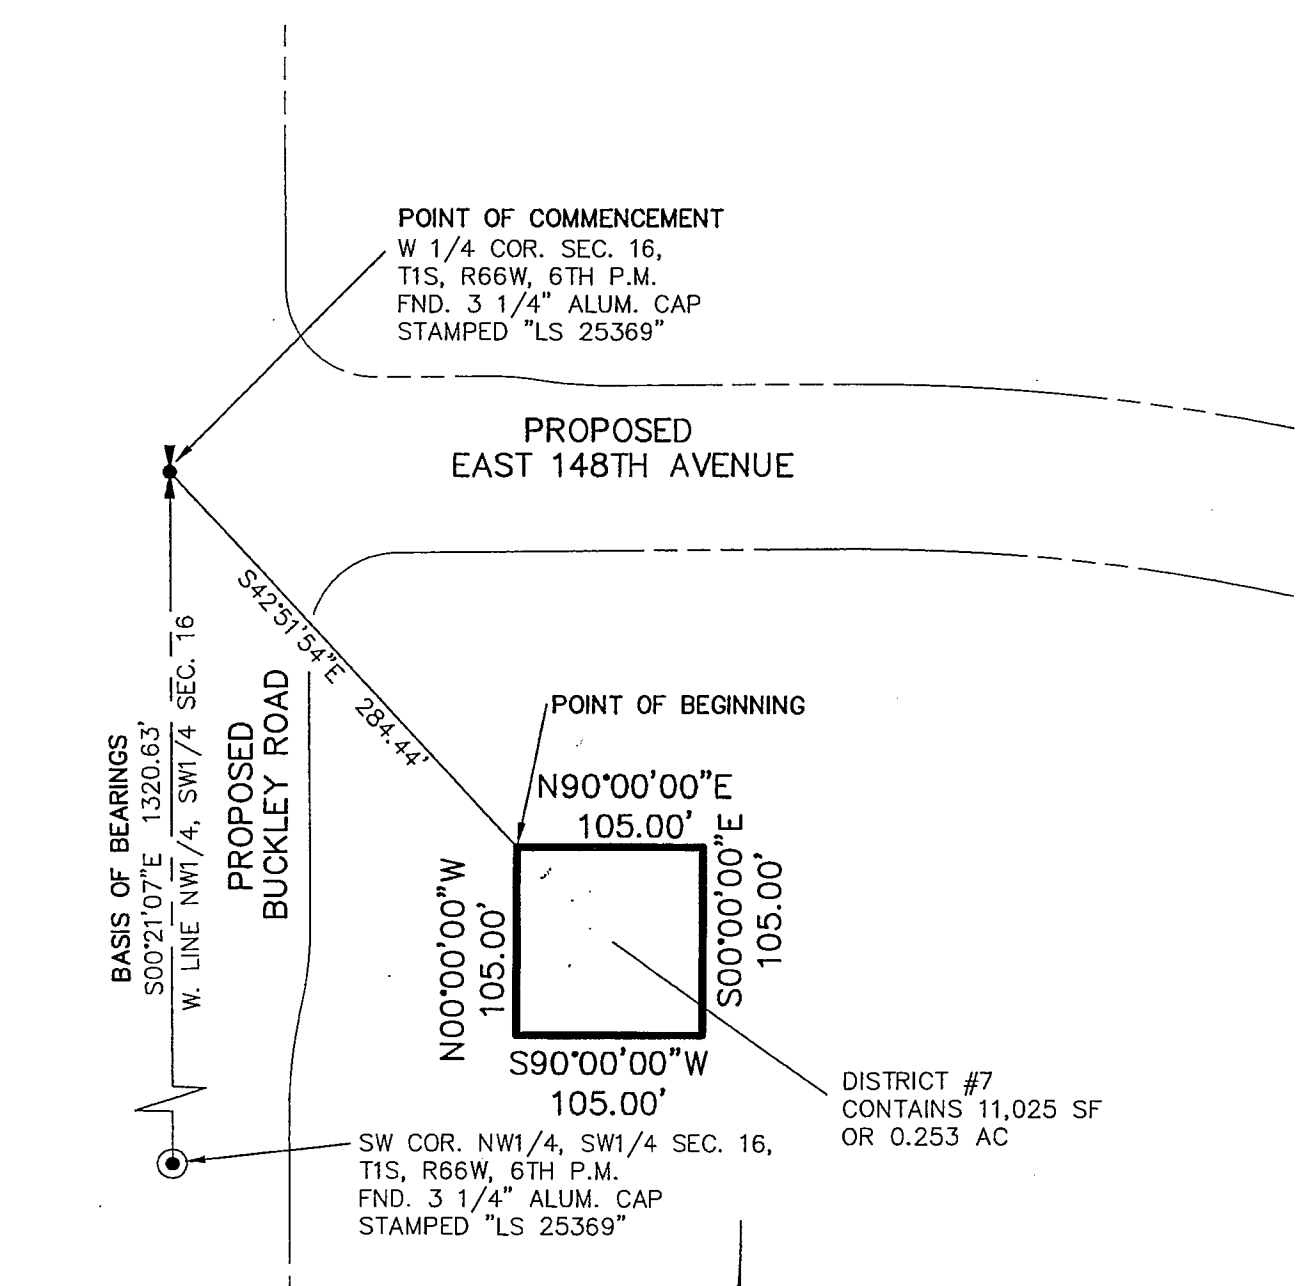 POINT OF COMMENCEMENT
W 1/4 COR. SEC. 16,
T1S, R66W, 6TH P.M.
FND. 3 1/4" ALUM. CAP
STAMPED "LS 25369"
PROPOSED
EAST 148TH AVENUE
S42°51'54"E 284.44'
BASIS OF BEARINGS
S00°21'07"E 1320.63'
W. LINE NW1/4, SW1/4 SEC. 16
PROPOSED
BUCKLEY ROAD
POINT OF BEGINNING
N90°00'00"E
105.00'
N00°00'00"W
105.00'
S00°00'00"E
105.00'
S90°00'00"W
105.00'
DISTRICT #7
CONTAINS 11,025 SF
OR 0.253 AC
SW COR. NW1/4, SW1/4 SEC. 16,
T1S, R66W, 6TH P.M.
FND. 3 1/4" ALUM. CAP
STAMPED "LS 25369"